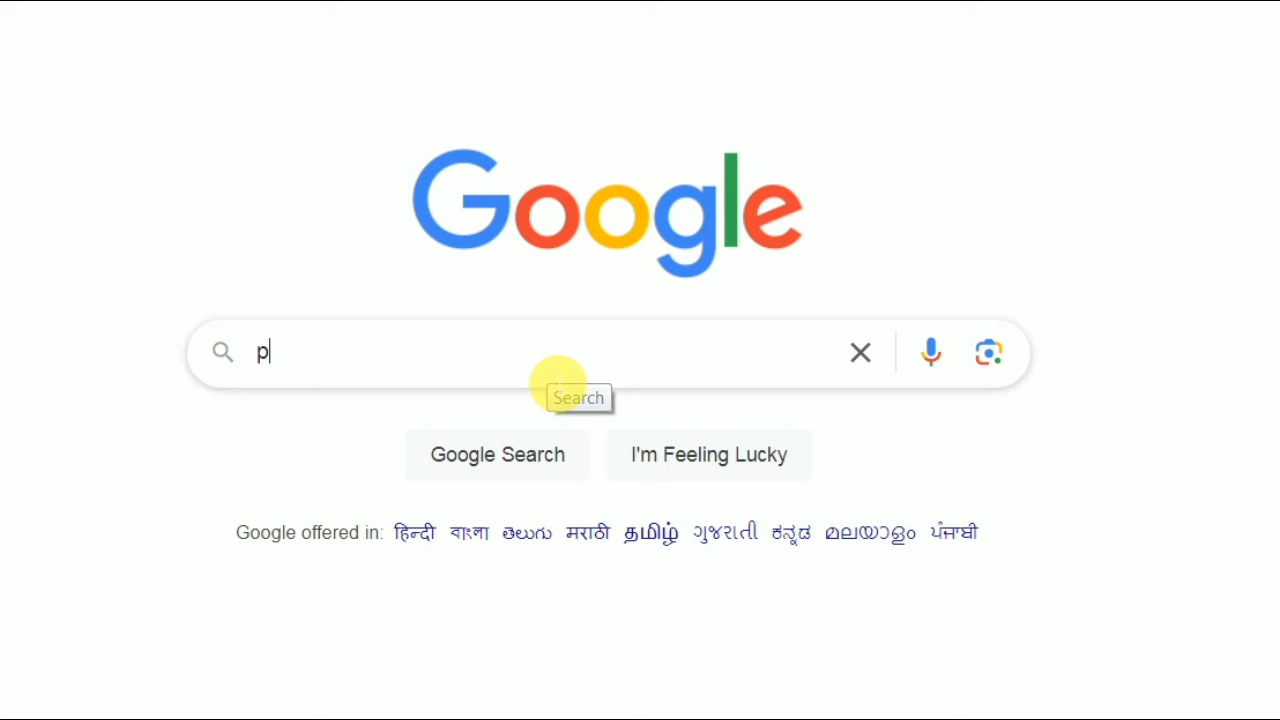 Google
p
Search
Google Search I'm Feeling Lucky
Google offered in: हिन्दी বাংলা తెలుగు मराठी தமிழ் ગુજરાતી ಕನ್ನಡ മലയാളം ਪੰਜਾਬੀ